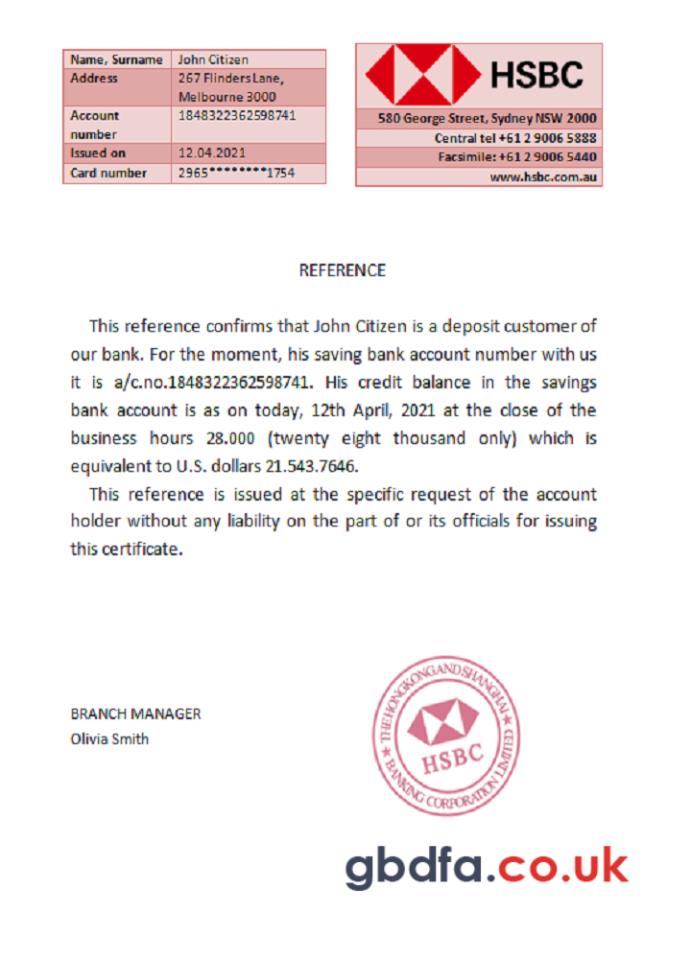 Name, Surname John Citizen
Address 267 Flinders Lane,
Melbourne 3000
Account 1848322362598741
number
Issued on 12.04.2021
Card number 2965********1754
HSBC
580 George Street, Sydney NSW 2000
Central tel +61 2 9006 5888
Facsimile: +61 2 9006 5440
www.hsbc.com.au
REFERENCE
This reference confirms that John Citizen is a deposit customer of
our bank. For the moment, his saving bank account number with us
it is a/c.no.1848322362598741. His credit balance in the savings
bank account is as on today, 12th April, 2021 at the close of the
business hours 28.000 (twenty eight thousand only) which is
equivalent to U.S. dollars 21.543.7646.
This reference is issued at the specific request of the account
holder without any liability on the part of or its officials for issuing
this certificate.
BRANCH MANAGER
Olivia Smith
THE HONGKONG AND SHANGHAI
BANKING CORPORATION LIMITED
HSBC
gbdfa.co.uk